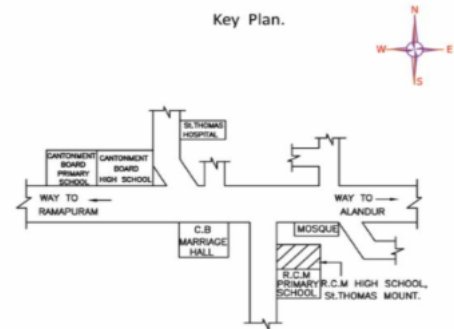 Key Plan.
N
W
E
S
St.THOMAS
HOSPITAL
CANTONMENT
BOARD
PRIMARY
SCHOOL
CANTONMENT
BOARD
HIGH SCHOOL
WAY TO
RAMAPURAM
WAY TO
ALANDUR
C.B
MARRIAGE
HALL
MOSQUE
R.C.M
PRIMARY
SCHOOL
R.C.M HIGH SCHOOL,
St.THOMAS MOUNT.